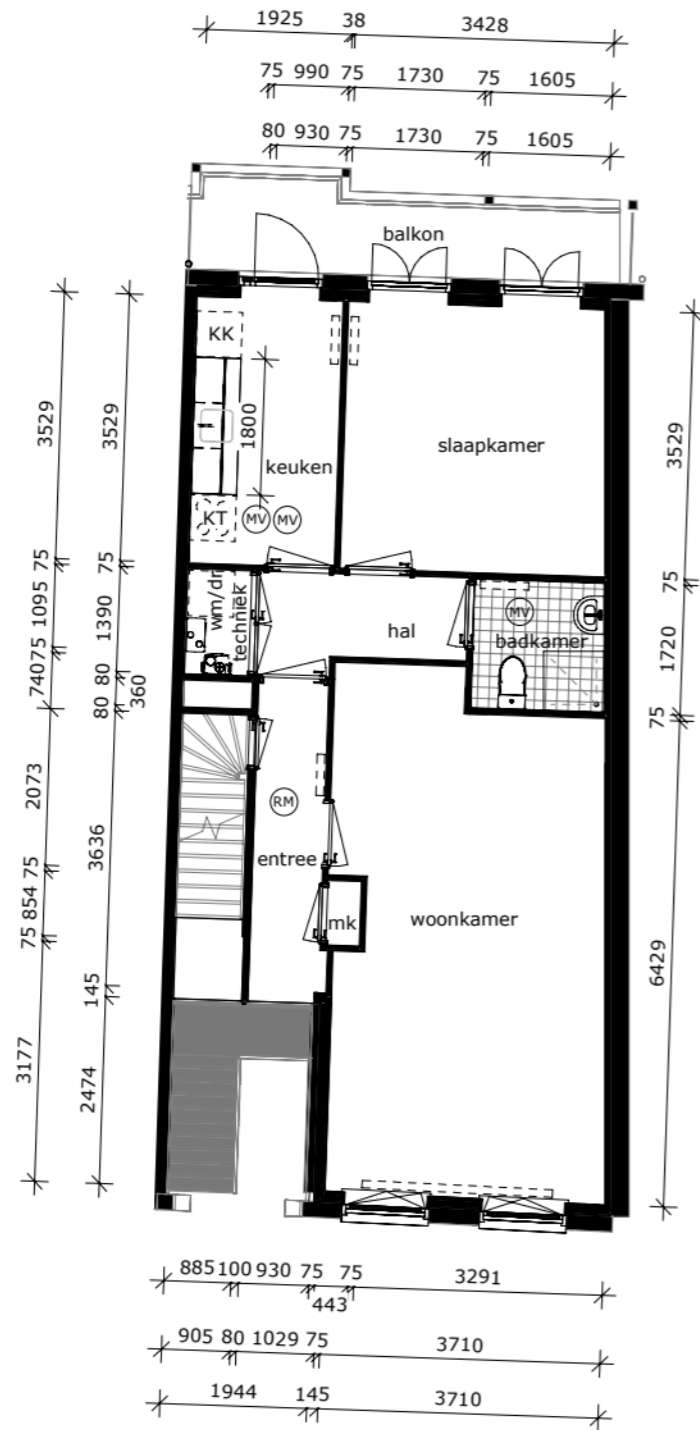 1925 38 3428
75 990 75 1730 75 1605
80 930 75 1730 75 1605
balkon
KK
3529
3529
1800
slaapkamer
keuken
3529
KT
MV
MV
75
75
75
1095
1390
wm/dr
techniek
hal
MV
badkamer
1720
75
740
80
360
80
75
2073
3636
RM
entree
75
854
75
mk
woonkamer
6429
145
3177
2474
885 100 930 75 75 3291
443
905 80 1029 75 3710
1944 145 3710